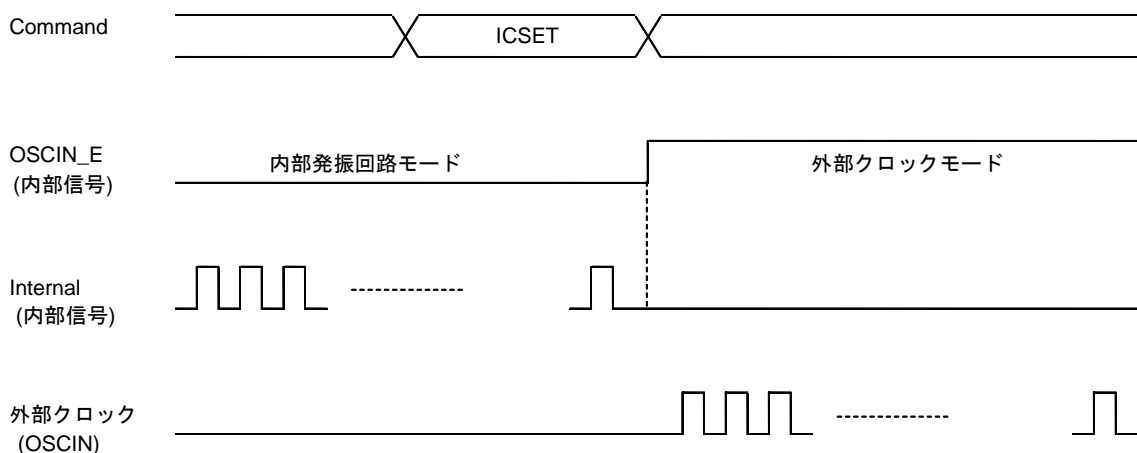 Command
ICSET
OSCIN_E
(内部信号)
内部発振回路モード
外部クロックモード
Internal
(内部信号)
外部クロック
(OSCIN)